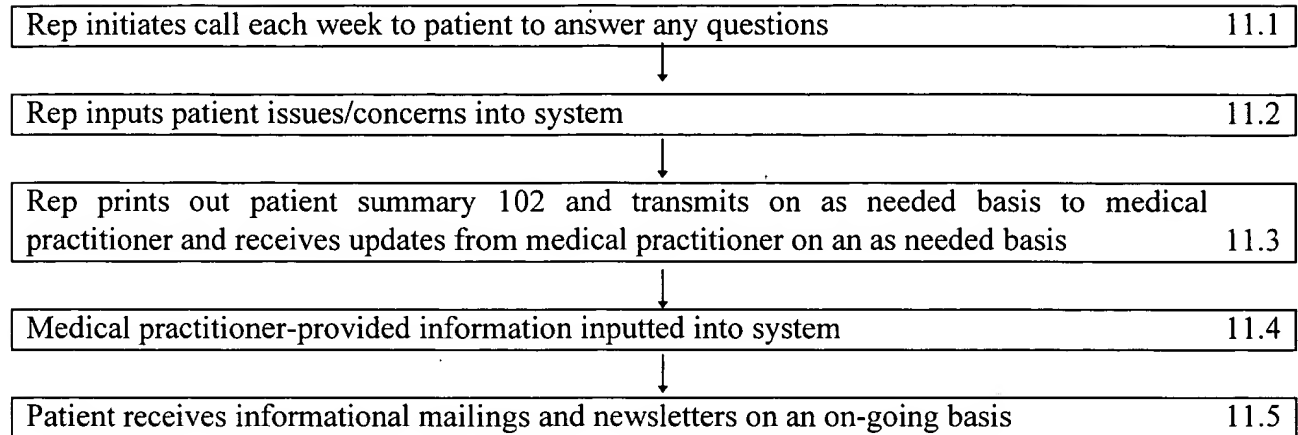 Rep initiates call each week to patient to answer any questions 11.1
Rep inputs patient issues/concerns into system 11.2
Rep prints out patient summary 102 and transmits on as needed basis to medical
practitioner and receives updates from medical practitioner on an as needed basis 11.3
Medical practitioner-provided information inputted into system 11.4
Patient receives informational mailings and newsletters on an on-going basis 11.5